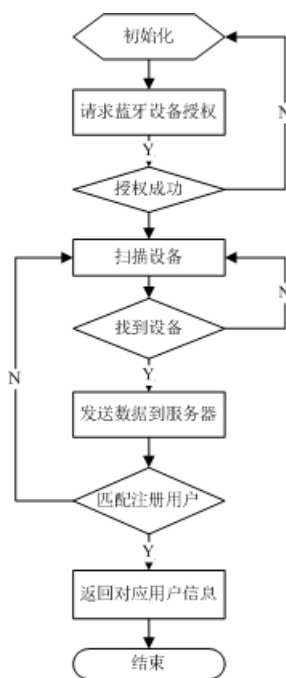 初始化
请求蓝牙设备授权
N
Y
授权成功
扫描设备
N
找到设备
N
Y
发送数据到服务器
匹配注册用户
Y
返回对应用户信息
结束